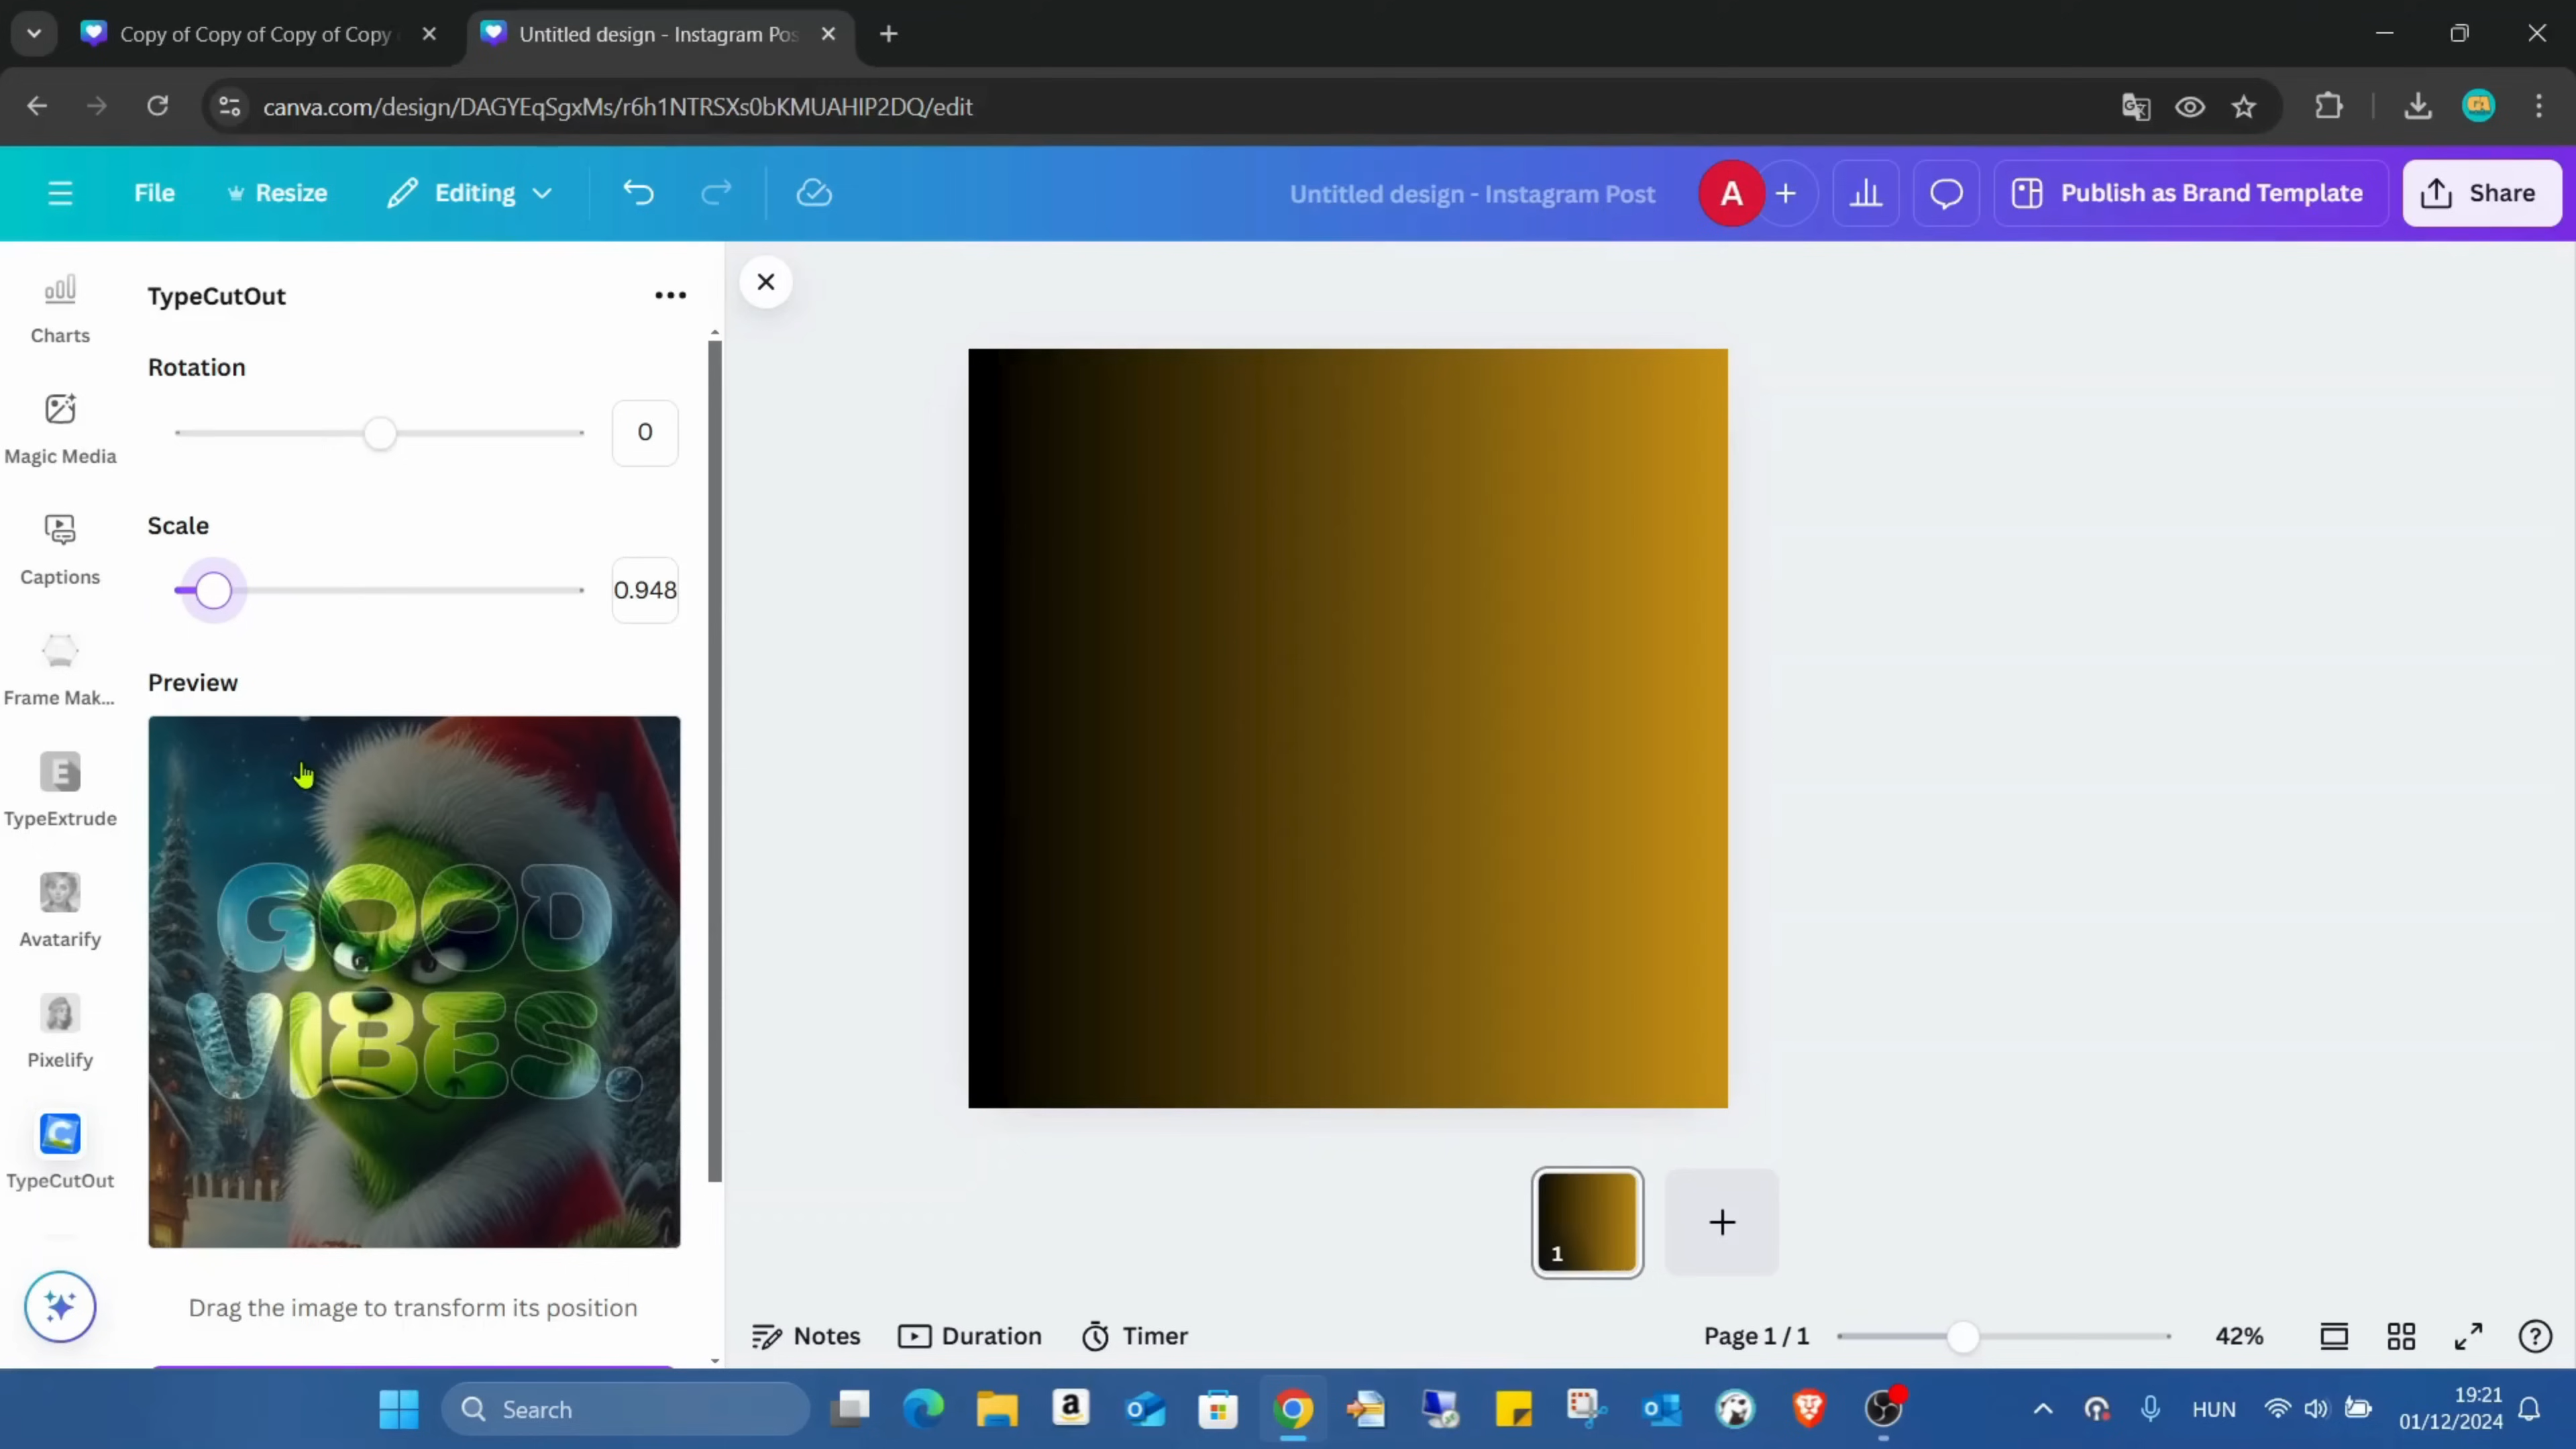 Copy of Copy of Copy of Copy
Untitled design - Instagram Pos
canva.com/design/DAGYEqSgxMs/r6h1NTRSXs0bKMUAHIP2DQ/edit
File
Resize
Editing
Untitled design - Instagram Post
A
Publish as Brand Template
Share
Charts
Magic Media
Captions
Frame Mak...
E
TypeExtrude
Avatarify
Pixelify
C
TypeCutOut
TypeCutOut
Rotation
0
Scale
0.948
Preview
GOOD
VIBES.
Drag the image to transform its position
1
Notes
Duration
Timer
Page 1 / 1
42%
Search
HUN
19:21
01/12/2024